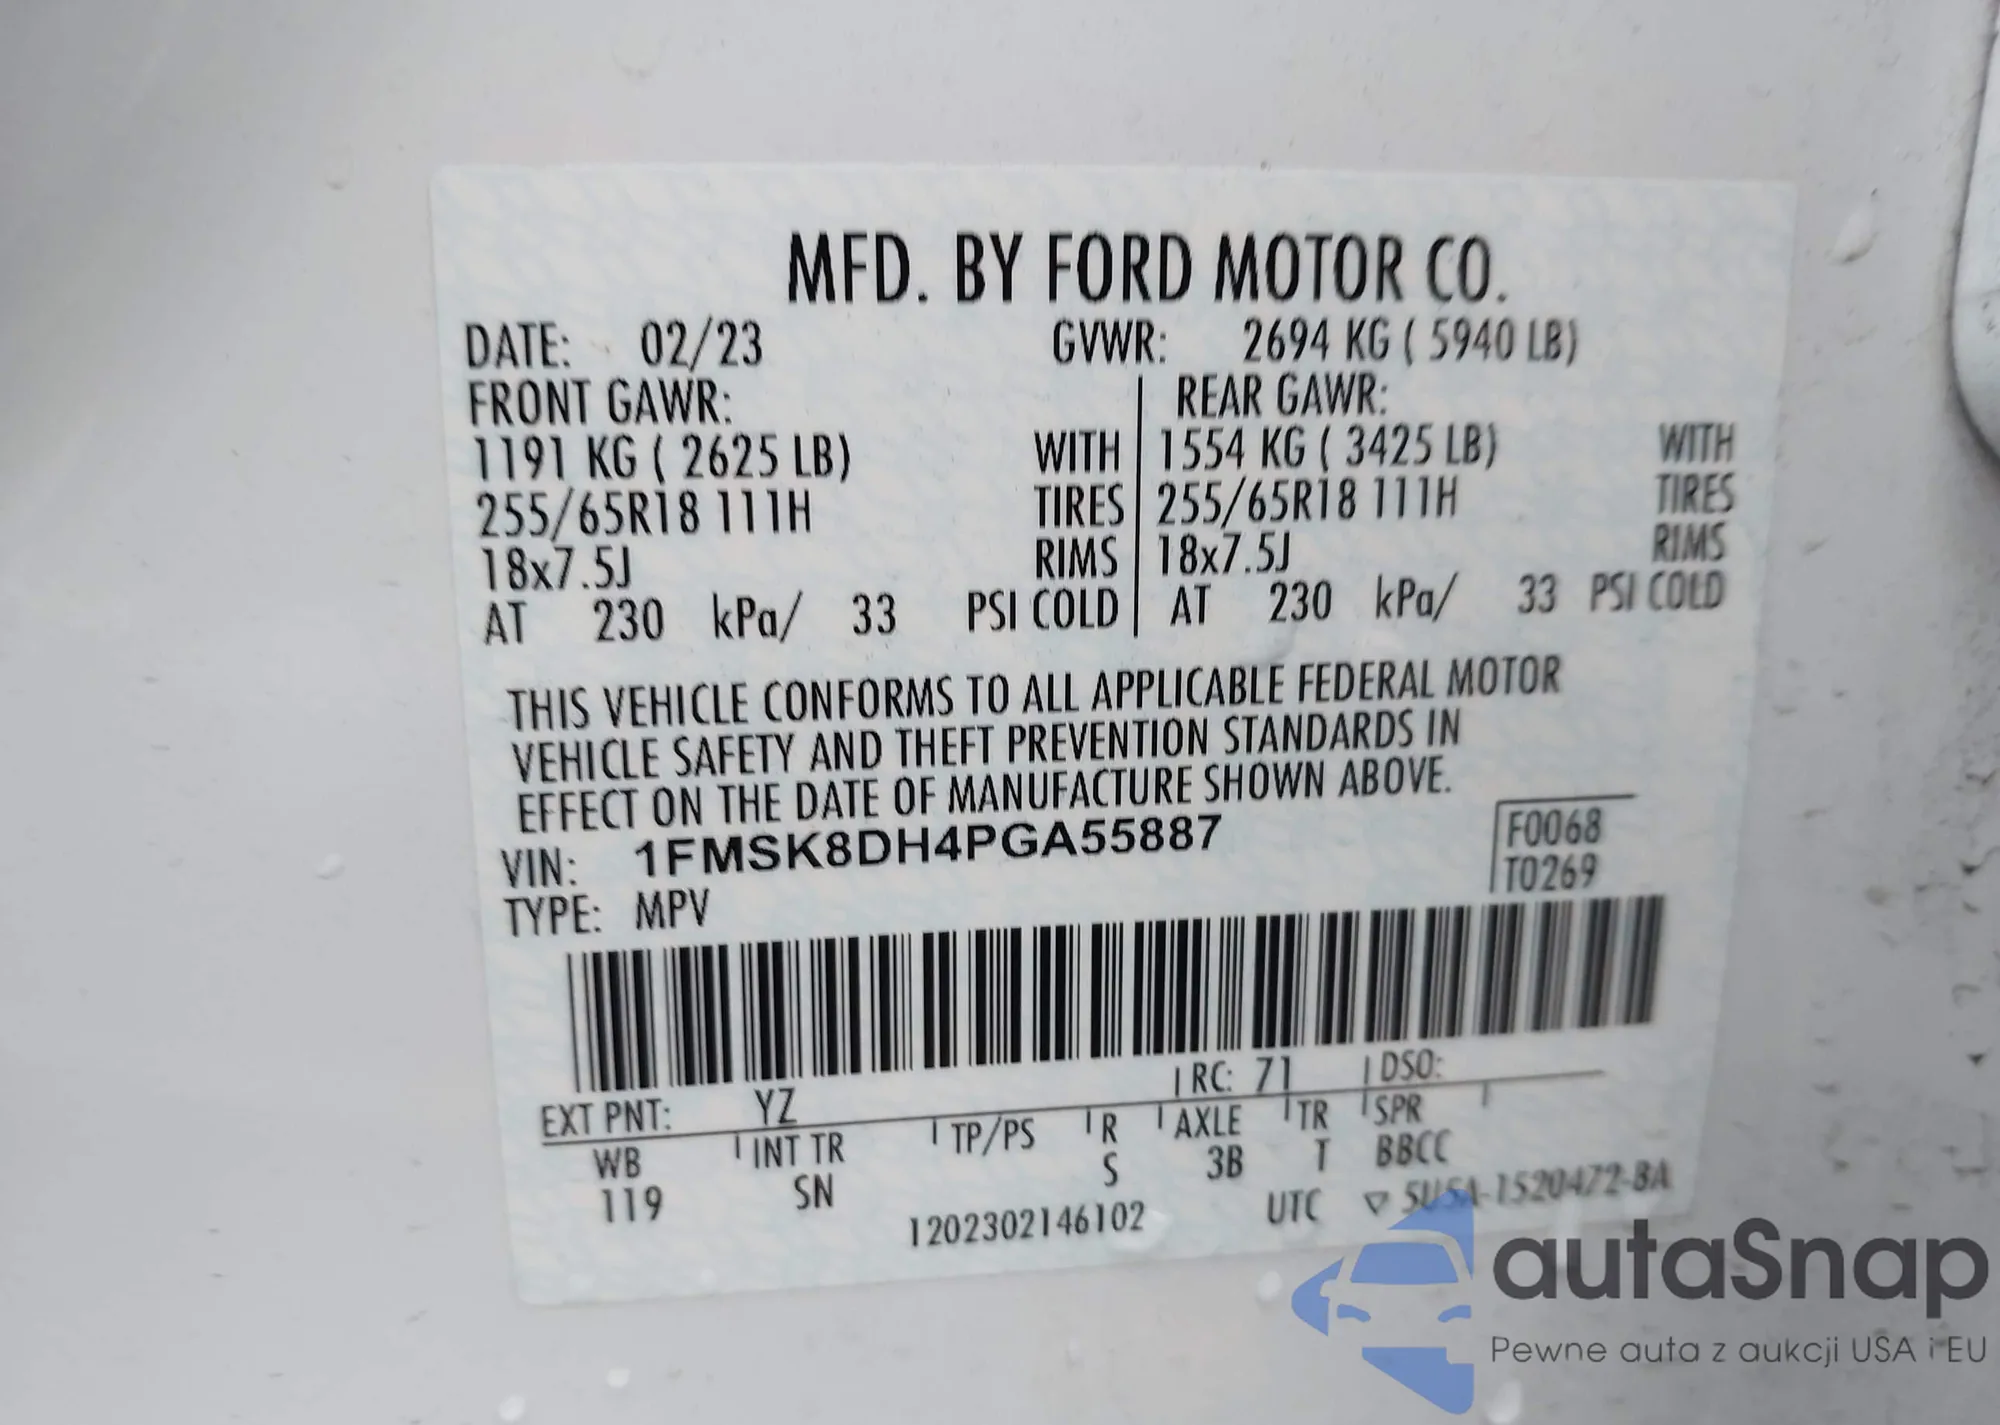 MFD. BY FORD MOTOR CO.
DATE: 02/23 GVWR: 2694 KG ( 5940 LB)
FRONT GAWR: REAR GAWR:
1191 KG ( 2625 LB) WITH 1554 KG ( 3425 LB) WITH
255/65R18 111H TIRES 255/65R18 111H TIRES
18x7.5J RIMS 18x7.5J RIMS
AT 230 kPa/ 33 PSI COLD AT 230 kPa/ 33 PSI COLD
THIS VEHICLE CONFORMS TO ALL APPLICABLE FEDERAL MOTOR
VEHICLE SAFETY AND THEFT PREVENTION STANDARDS IN
EFFECT ON THE DATE OF MANUFACTURE SHOWN ABOVE.
VIN: 1FMSK8DH4PGA55887 F0068
TYPE: MPV T0269
EXT PNT: YZ RC: 71 DSO:
WB INT TR TP/PS R AXLE TR SPR
119 SN S 3B T BBCC
1202302146102 UTC 5U5A-1520472-BA
autaSnap
Pewne auta z aukcji USA i EU